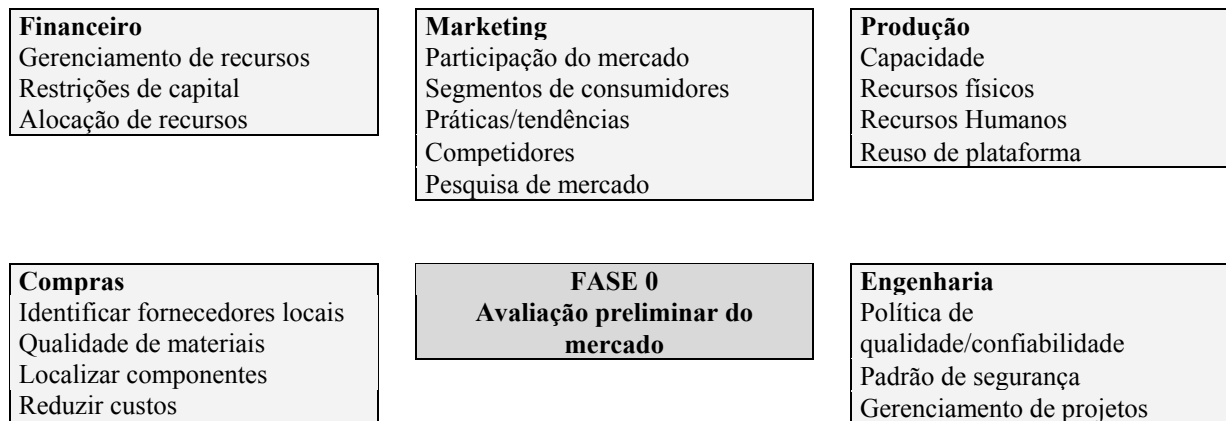 Financeiro
Gerenciamento de recursos
Restrições de capital
Alocação de recursos
Marketing
Participação do mercado
Segmentos de consumidores
Práticas/tendências
Competidores
Pesquisa de mercado
Produção
Capacidade
Recursos físicos
Recursos Humanos
Reuso de plataforma
Compras
Identificar fornecedores locais
Qualidade de materiais
Localizar componentes
Reduzir custos
FASE 0
Avaliação preliminar do
mercado
Engenharia
Política de
qualidade/confiabilidade
Padrão de segurança
Gerenciamento de projetos